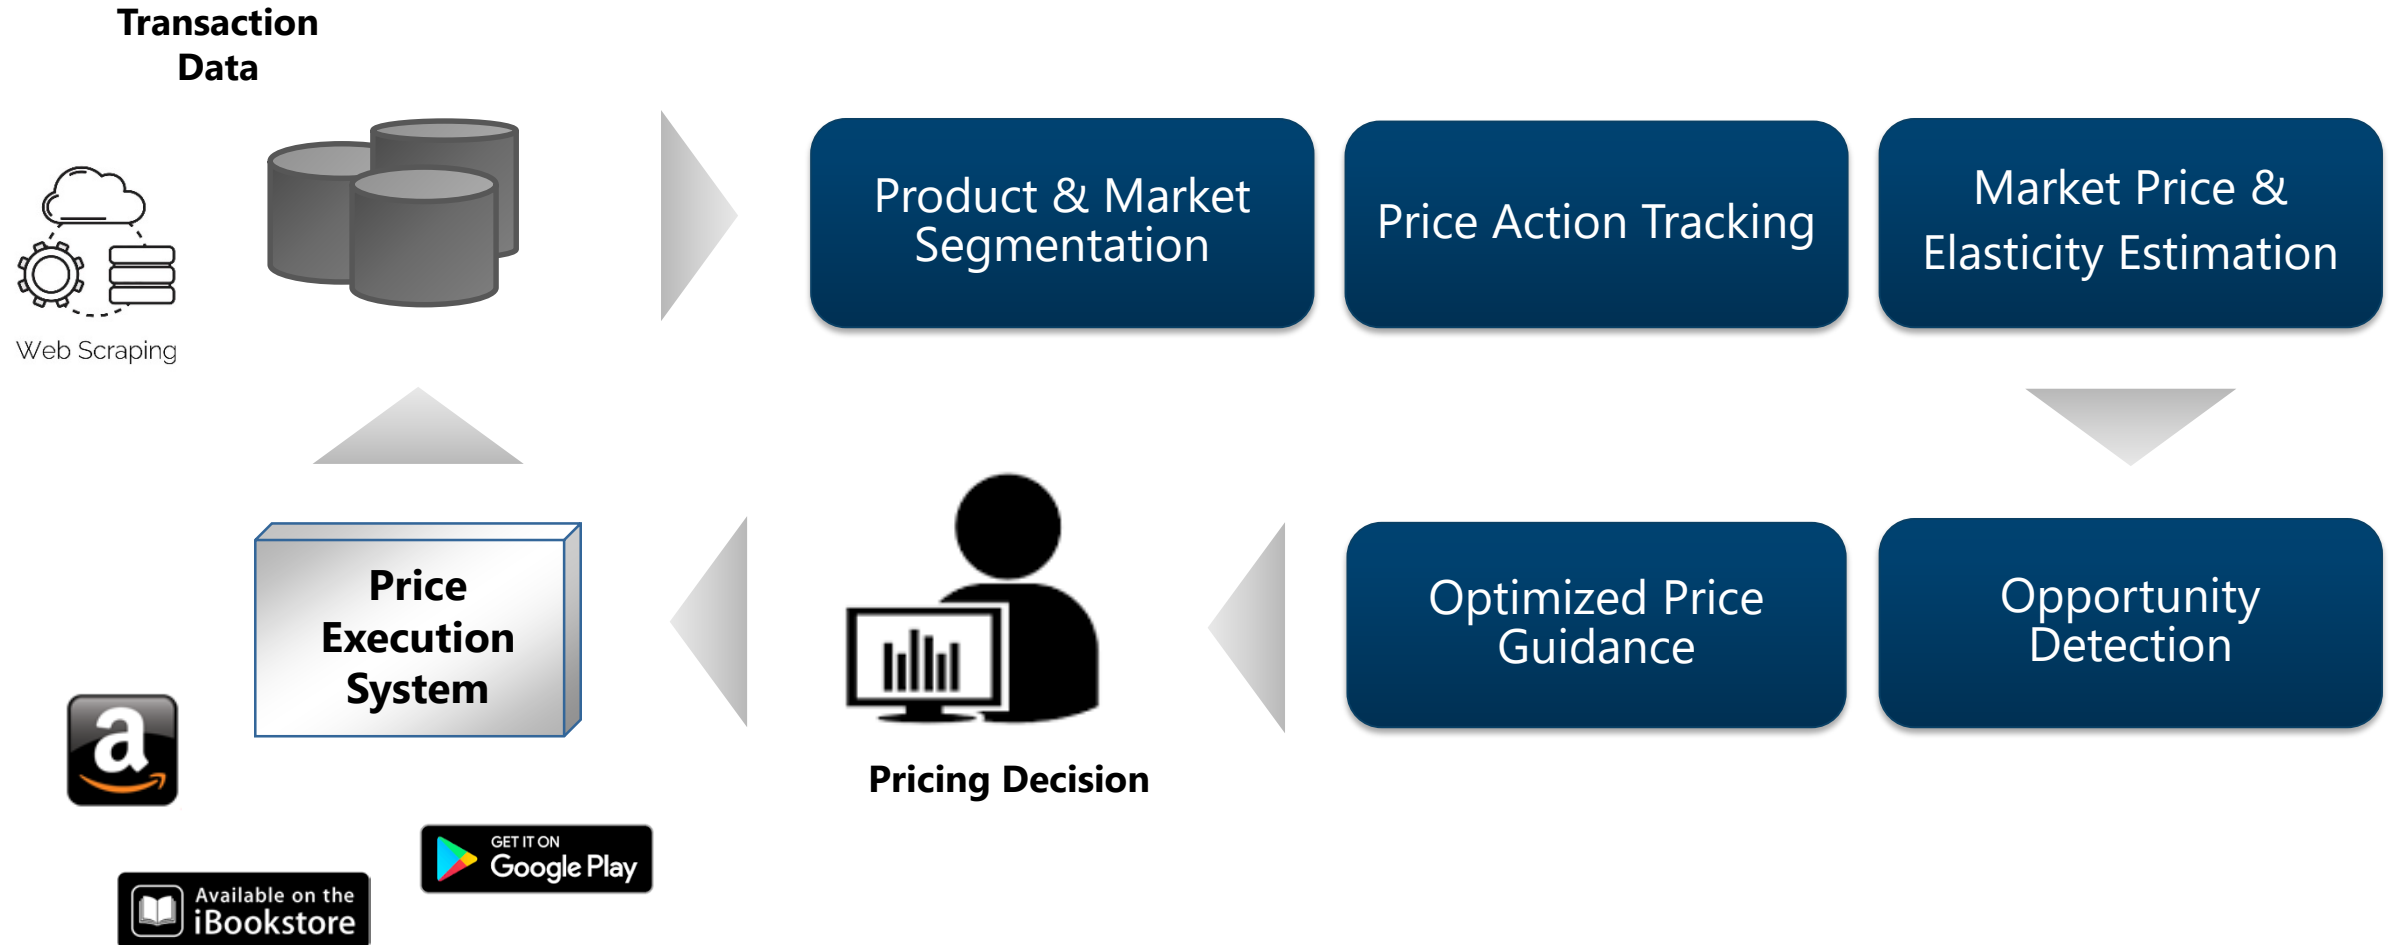 Transaction
Data
Web Scraping
Product & Market
Segmentation
Price Action Tracking
Market Price &
Elasticity Estimation
Price
Execution
System
Pricing Decision
Optimized Price
Guidance
Opportunity
Detection
a
GET IT ON
Google Play
Available on the
iBookstore